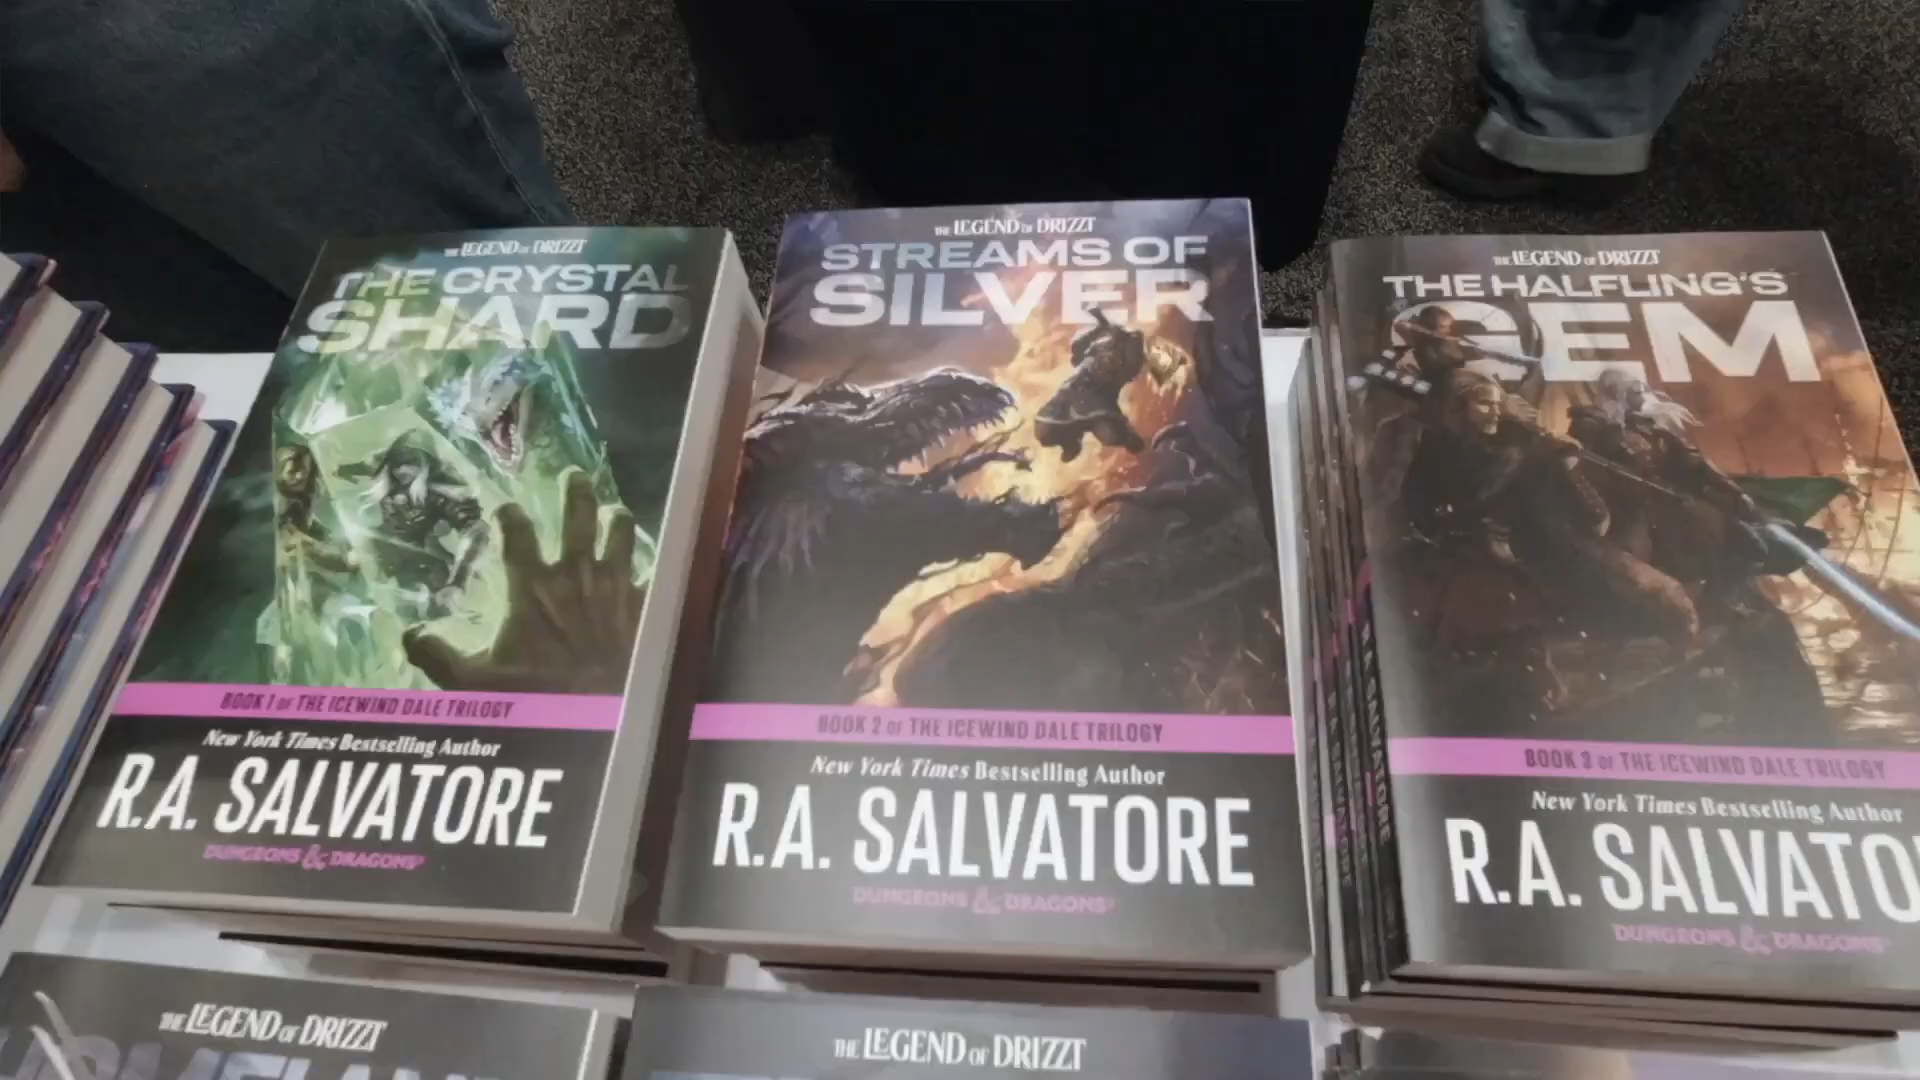 THE LEGEND OF DRIZZT
THE CRYSTAL
SHARD
BOOK 1 OF THE ICEWIND DALE TRILOGY
New York Times Bestselling Author
R.A. SALVATORE
DUNGEONS & DRAGONS®
THE LEGEND OF DRIZZT
STREAMS OF
SILVER
BOOK 2 OF THE ICEWIND DALE TRILOGY
New York Times Bestselling Author
R.A. SALVATORE
DUNGEONS & DRAGONS®
THE LEGEND OF DRIZZT
THE HALFLING'S
GEM
BOOK 3 OF THE ICEWIND DALE TRILOGY
New York Times Bestselling Author
R.A. SALVATO
DUNGEONS & DRAGONS®
THE LEGEND OF DRIZZT
THE LEGEND OF DRIZZT